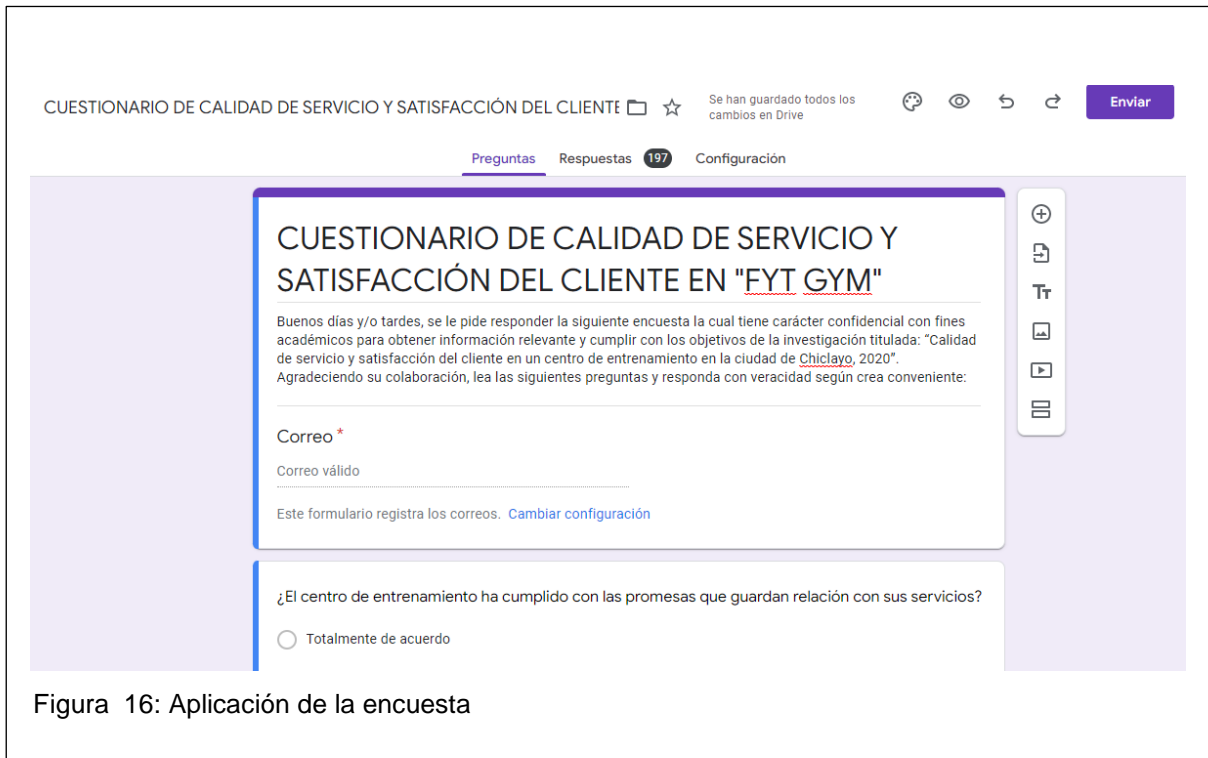 CUESTIONARIO DE CALIDAD DE SERVICIO Y SATISFACCIÓN DEL CLIENTE
Se han guardado todos los
cambios en Drive
Enviar
Preguntas Respuestas 197 Configuración
CUESTIONARIO DE CALIDAD DE SERVICIO Y
SATISFACCIÓN DEL CLIENTE EN "FYT GYM"
Buenos días y/o tardes, se le pide responder la siguiente encuesta la cual tiene carácter confidencial con fines
académicos para obtener información relevante y cumplir con los objetivos de la investigación titulada: “Calidad
de servicio y satisfacción del cliente en un centro de entrenamiento en la ciudad de Chiclayo, 2020”.
Agradeciendo su colaboración, lea las siguientes preguntas y responda con veracidad según crea conveniente:
Correo *
Correo válido
Este formulario registra los correos. Cambiar configuración
¿El centro de entrenamiento ha cumplido con las promesas que guardan relación con sus servicios?
Totalmente de acuerdo
Figura 16: Aplicación de la encuesta